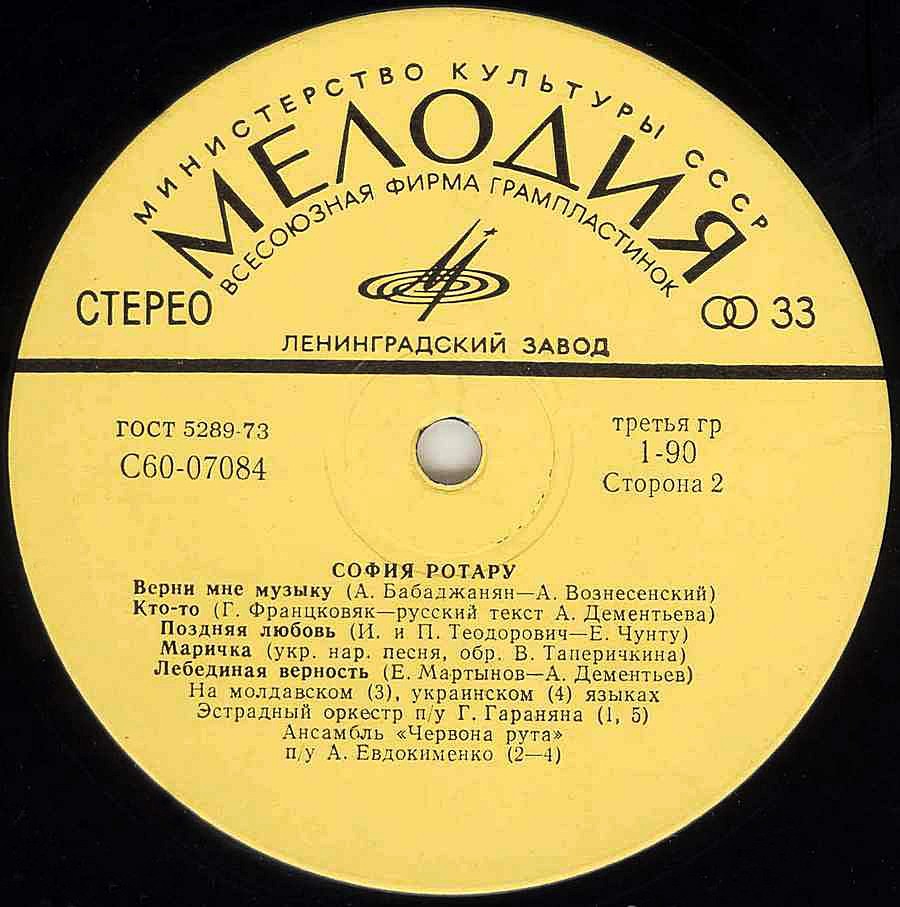 МИНИСТЕРСТВО КУЛЬТУРЫ СССР
МЕЛОДИЯ
ВСЕСОЮЗНАЯ ФИРМА ГРАМПЛАСТИНОК
СТЕРЕО
33
ЛЕНИНГРАДСКИЙ ЗАВОД
ГОСТ 5289-73
С60-07084
третья гр
1-90
Сторона 2
СОФИЯ РОТАРУ
Верни мне музыку (А. Бабаджанян—А. Вознесенский)
Кто-то (Г. Францковяк—русский текст А. Дементьева)
Поздняя любовь (И. и П. Теодорович—Е. Чунту)
Маричка (укр. нар. песня, обр. В. Таперичкина)
Лебединая верность (Е. Мартынов—А. Дементьев)
На молдавском (3), украинском (4) языках
Эстрадный оркестр п/у Г. Гараняна (1, 5)
Ансамбль «Червона рута»
п/у А. Евдокименко (2—4)